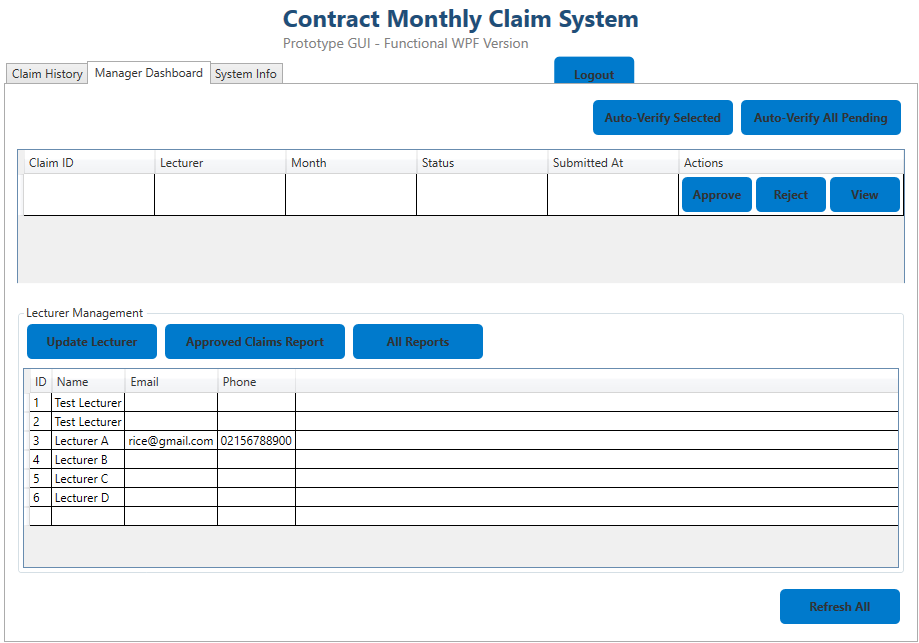 Contract Monthly Claim System
Prototype GUI - Functional WPF Version
Claim History Manager Dashboard System Info Logout
Auto-Verify Selected Auto-Verify All Pending
Claim ID Lecturer Month Status Submitted At Actions
Approve Reject View
Lecturer Management
Update Lecturer Approved Claims Report All Reports
ID Name Email Phone
1 Test Lecturer
2 Test Lecturer
3 Lecturer A rice@gmail.com 02156788900
4 Lecturer B
5 Lecturer C
6 Lecturer D
Refresh All